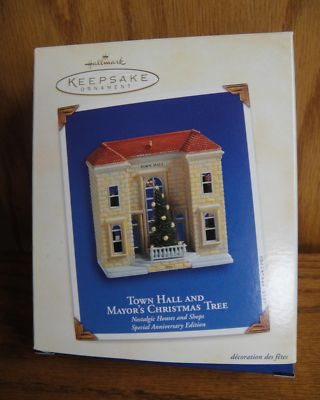 Hallmark
KEEPSAKE
ORNAMENT
TOWN HALL
TOWN HALL AND
MAYOR'S CHRISTMAS TREE
Nostalgic Houses and Shops
Special Anniversary Edition
décoration des fêtes